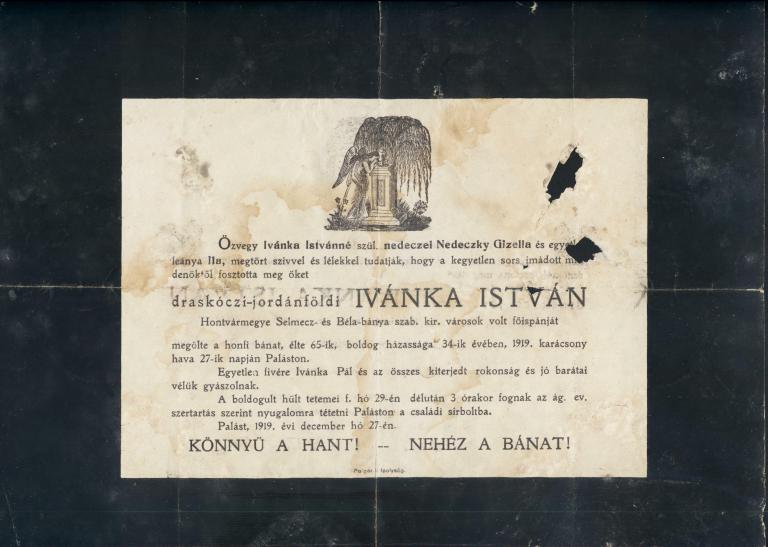 Özvegy Ivánka Istvánné szül. nedeczei Nedeczky Gizella és
leánya Ila, megtört szivvel és lélekkel tudatják, hogy a kegyetlen sors imádott
denöktől fosztotta meg őket
draskóczi-jordánföldi IVÁNKA ISTVÁN
Hontvármegye Selmecz- és Béla-bánya szab. kir. városok volt főispánját
megölte a honfi bánat, élte 65-ik, boldog házassága 34-ik évében, 1919. karácsony
hava 27-ik napján Paláston.
Egyetlen fivére Ivánka Pál és az összes kiterjedt rokonság és jó barátai
vélük gyászolnak.
A boldogult hült tetemei f. hó 29-én délután 3 órakor fognak az ág. ev.
szertartás szerint nyugalomra tétetni Paláston a családi sirboltba.
Palást, 1919. évi december hó 27-én.
KÖNNYÜ A HANT! -- NEHÉZ A BÁNAT!
Ipolyság.